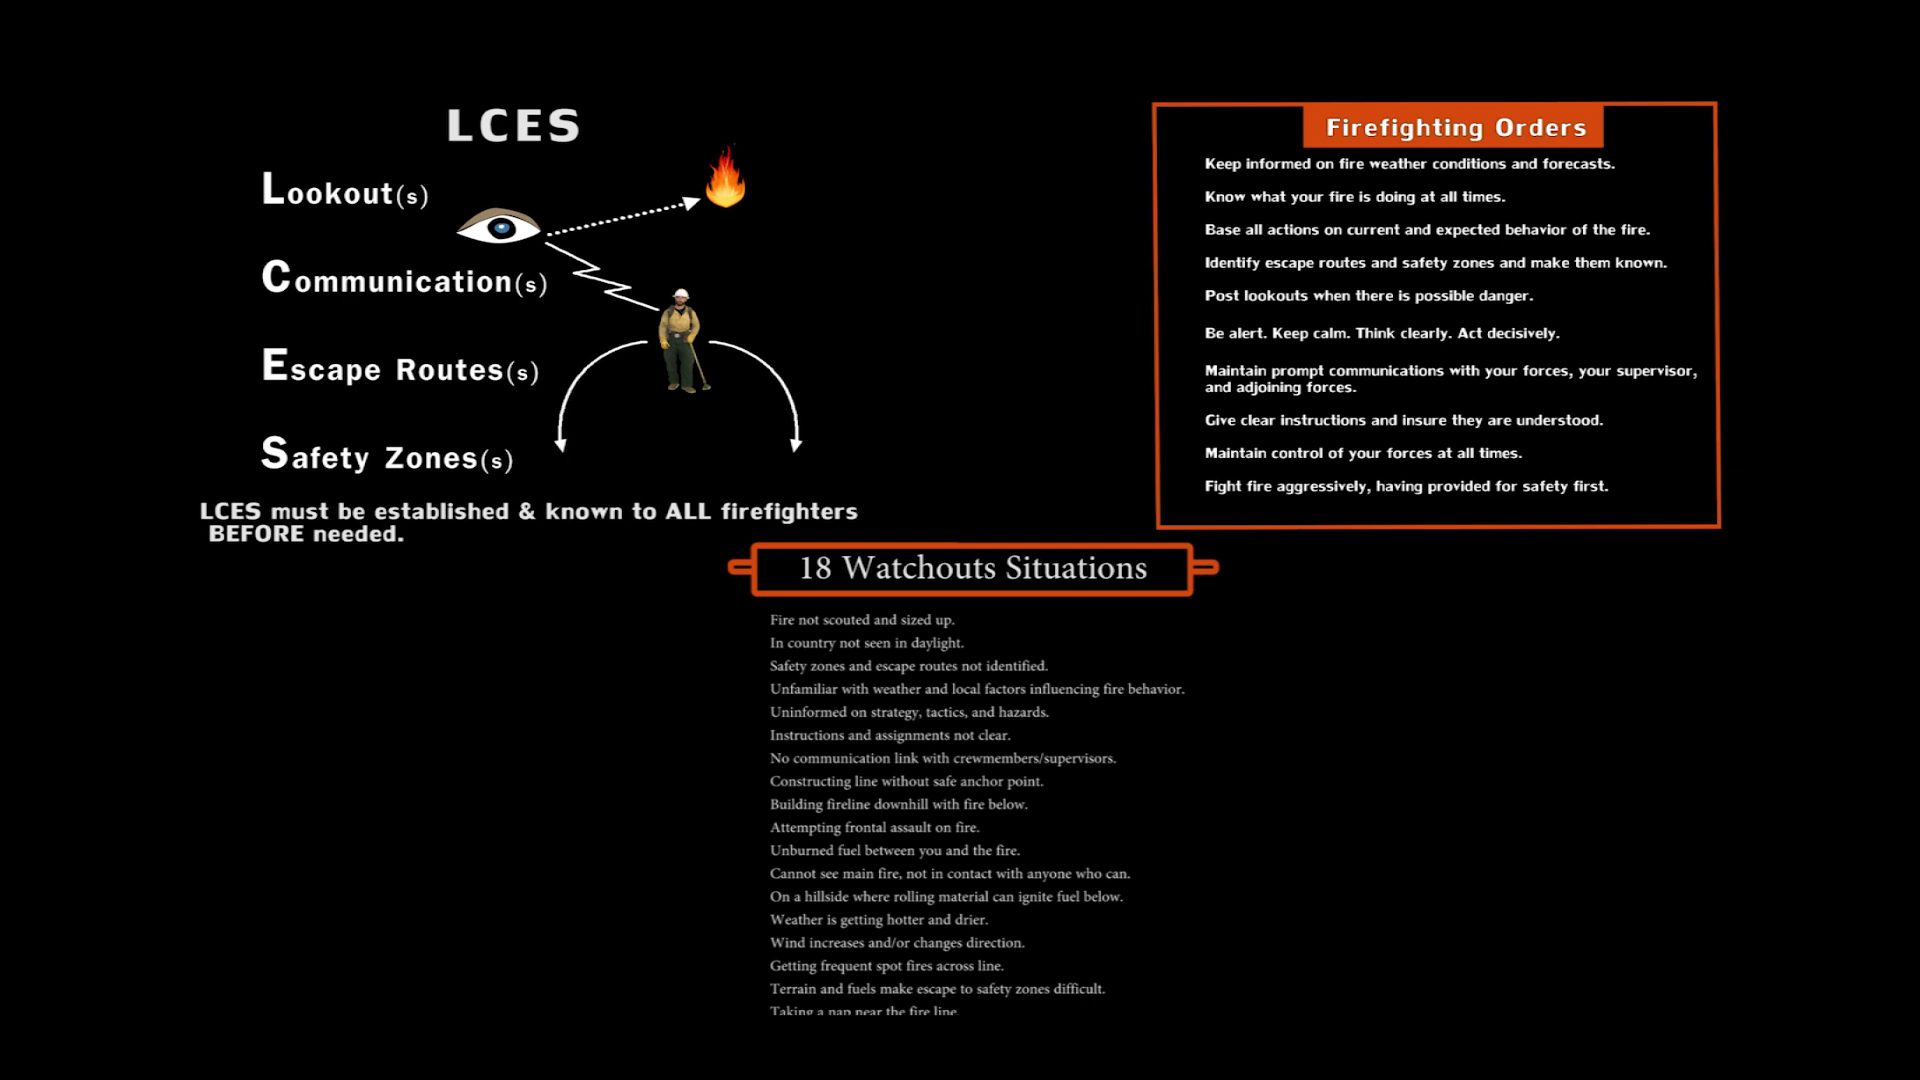 LCES
Lookout(s)
Communication(s)
Escape Routes(s)
Safety Zones(s)
LCES must be established & known to ALL firefighters
BEFORE needed.
Firefighting Orders
Keep informed on fire weather conditions and forecasts.
Know what your fire is doing at all times.
Base all actions on current and expected behavior of the fire.
Identify escape routes and safety zones and make them known.
Post lookouts when there is possible danger.
Be alert. Keep calm. Think clearly. Act decisively.
Maintain prompt communications with your forces, your supervisor,
and adjoining forces.
Give clear instructions and insure they are understood.
Maintain control of your forces at all times.
Fight fire aggressively, having provided for safety first.
18 Watchouts Situations
Fire not scouted and sized up.
In country not seen in daylight.
Safety zones and escape routes not identified.
Unfamiliar with weather and local factors influencing fire behavior.
Uninformed on strategy, tactics, and hazards.
Instructions and assignments not clear.
No communication link with crewmembers/supervisors.
Constructing line without safe anchor point.
Building fireline downhill with fire below.
Attempting frontal assault on fire.
Unburned fuel between you and the fire.
Cannot see main fire, not in contact with anyone who can.
On a hillside where rolling material can ignite fuel below.
Weather is getting hotter and drier.
Wind increases and/or changes direction.
Getting frequent spot fires across line.
Terrain and fuels make escape to safety zones difficult.
Taking a nap near the fire line.